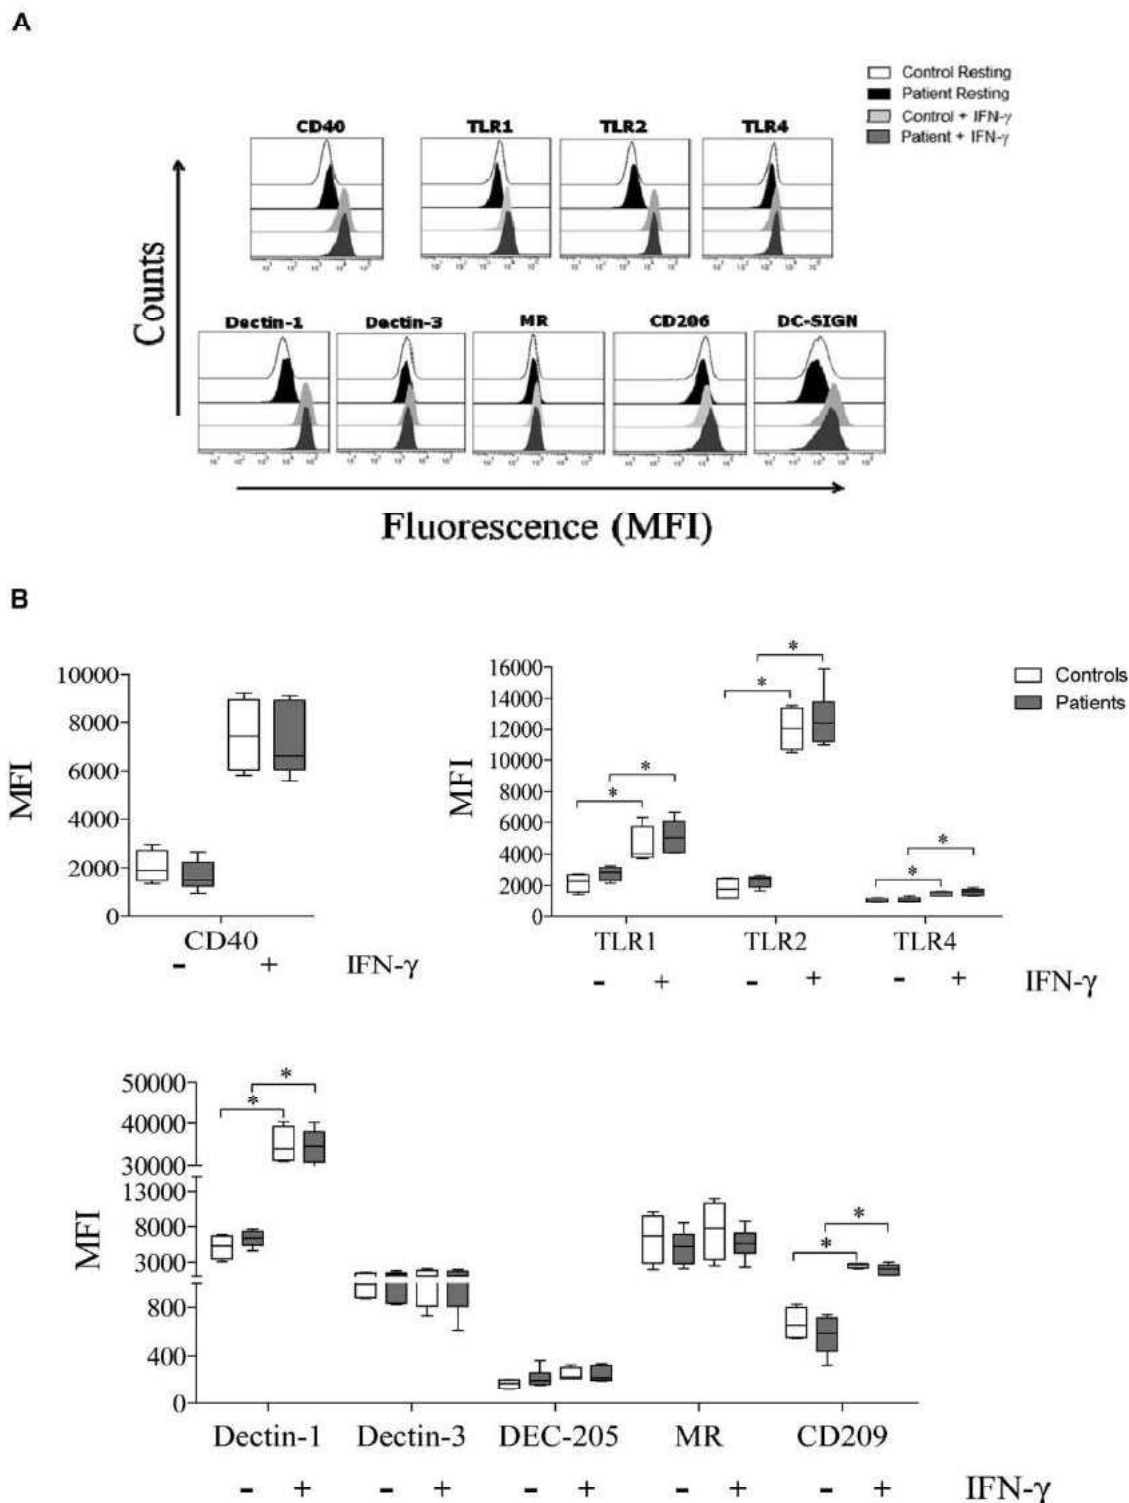 A
Control Resting
Patient Resting
Control + IFN-γ
Patient + IFN-γ
CD40 TLR1 TLR2 TLR4
Counts
Dectin-1 Dectin-3 MR CD206 DC-SIGN
Fluorescence (MFI)
B
Controls
Patients
MFI
10000
8000
6000
4000
2000
0
CD40
- + IFN-γ
MFI
16000
14000
12000
10000
8000
6000
4000
2000
0
* * * * * *
TLR1 TLR2 TLR4
- + - + - + IFN-γ
MFI
50000
40000
30000
13000
8000
3000
800
400
0
* * * *
Dectin-1 Dectin-3 DEC-205 MR CD209
- + - + - + - + - + IFN-γ